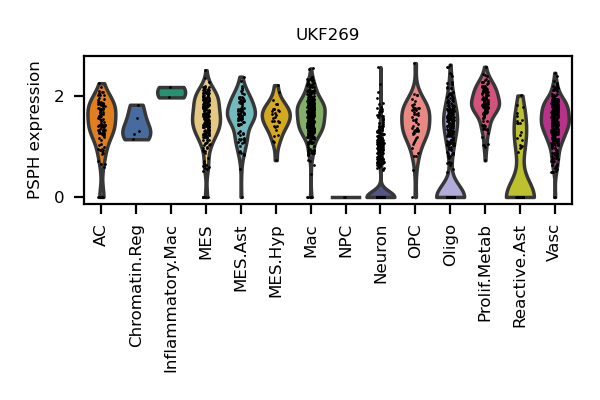 UKF269
PSPH expression
2
0
AC
Chromatin.Reg
Inflammatory.Mac
MES
MES.Ast
MES.Hyp
Mac
NPC
Neuron
OPC
Oligo
Prolif.Metab
Reactive.Ast
Vasc